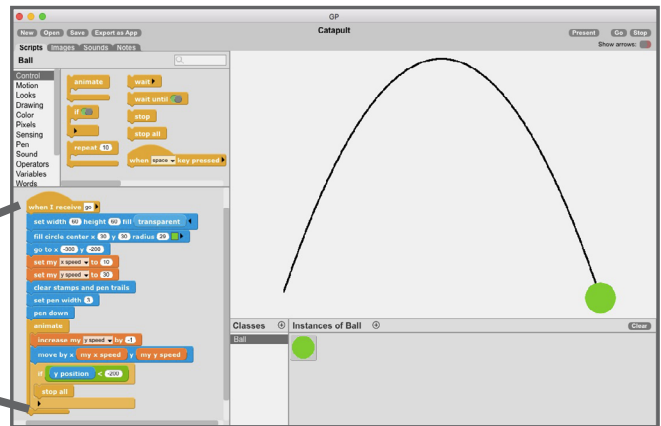 GP
New Open Save Export as App
Catapult
Present Go Stop
Show arrows:
Scripts Images Sounds Notes
Ball
Control
Motion
Looks
Drawing
Color
Pixels
Sensing
Pen
Sound
Operators
Variables
Words
animate
if
repeat 10
wait
wait until
stop
stop all
when space key pressed
when I receive go
set width 60 height 60 fill transparent
fill circle center x 30 y 30 radius 29
go to x -300 y -200
set my x speed to 10
set my y speed to 30
clear stamps and pen trails
set pen width 3
pen down
animate
increase my y speed by -1
move by x my x speed y my y speed
if y position < -200
stop all
Classes
Ball
Instances of Ball
Clear